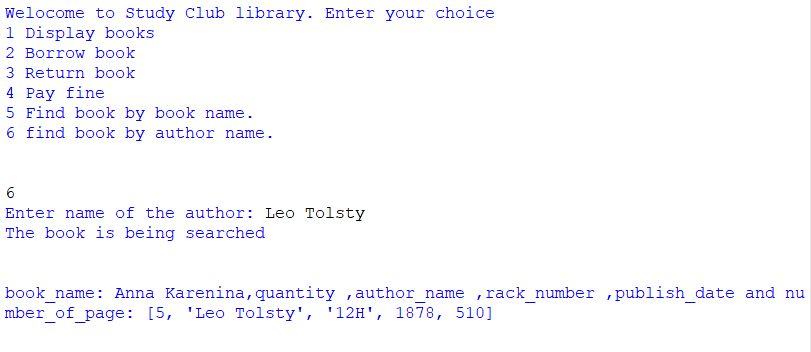 Welocome to Study Club library. Enter your choice
1 Display books
2 Borrow book
3 Return book
4 Pay fine
5 Find book by book name.
6 find book by author name.
6
Enter name of the author: Leo Tolsty
The book is being searched
book_name: Anna Karenina,quantity ,author_name ,rack_number ,publish_date and nu
mber_of_page: [5, 'Leo Tolsty', '12H', 1878, 510]